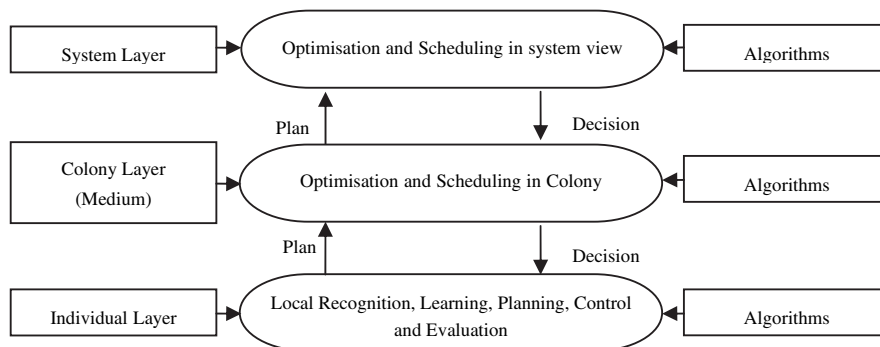 System Layer
Optimisation and Scheduling in system view
Algorithms
Plan
Decision
Colony Layer
(Medium)
Optimisation and Scheduling in Colony
Algorithms
Plan
Decision
Individual Layer
Local Recognition, Learning, Planning, Control
and Evaluation
Algorithms